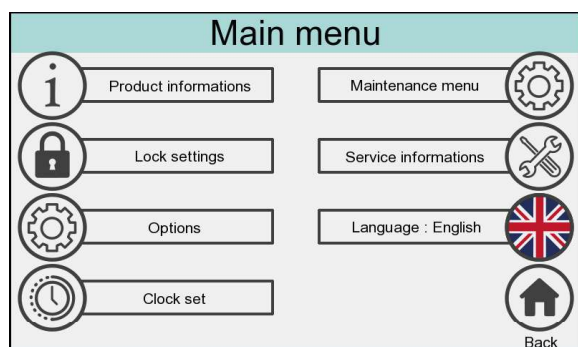 Main menu
Product informations
Maintenance menu
Lock settings
Service informations
Options
Language : English
Clock set
Back